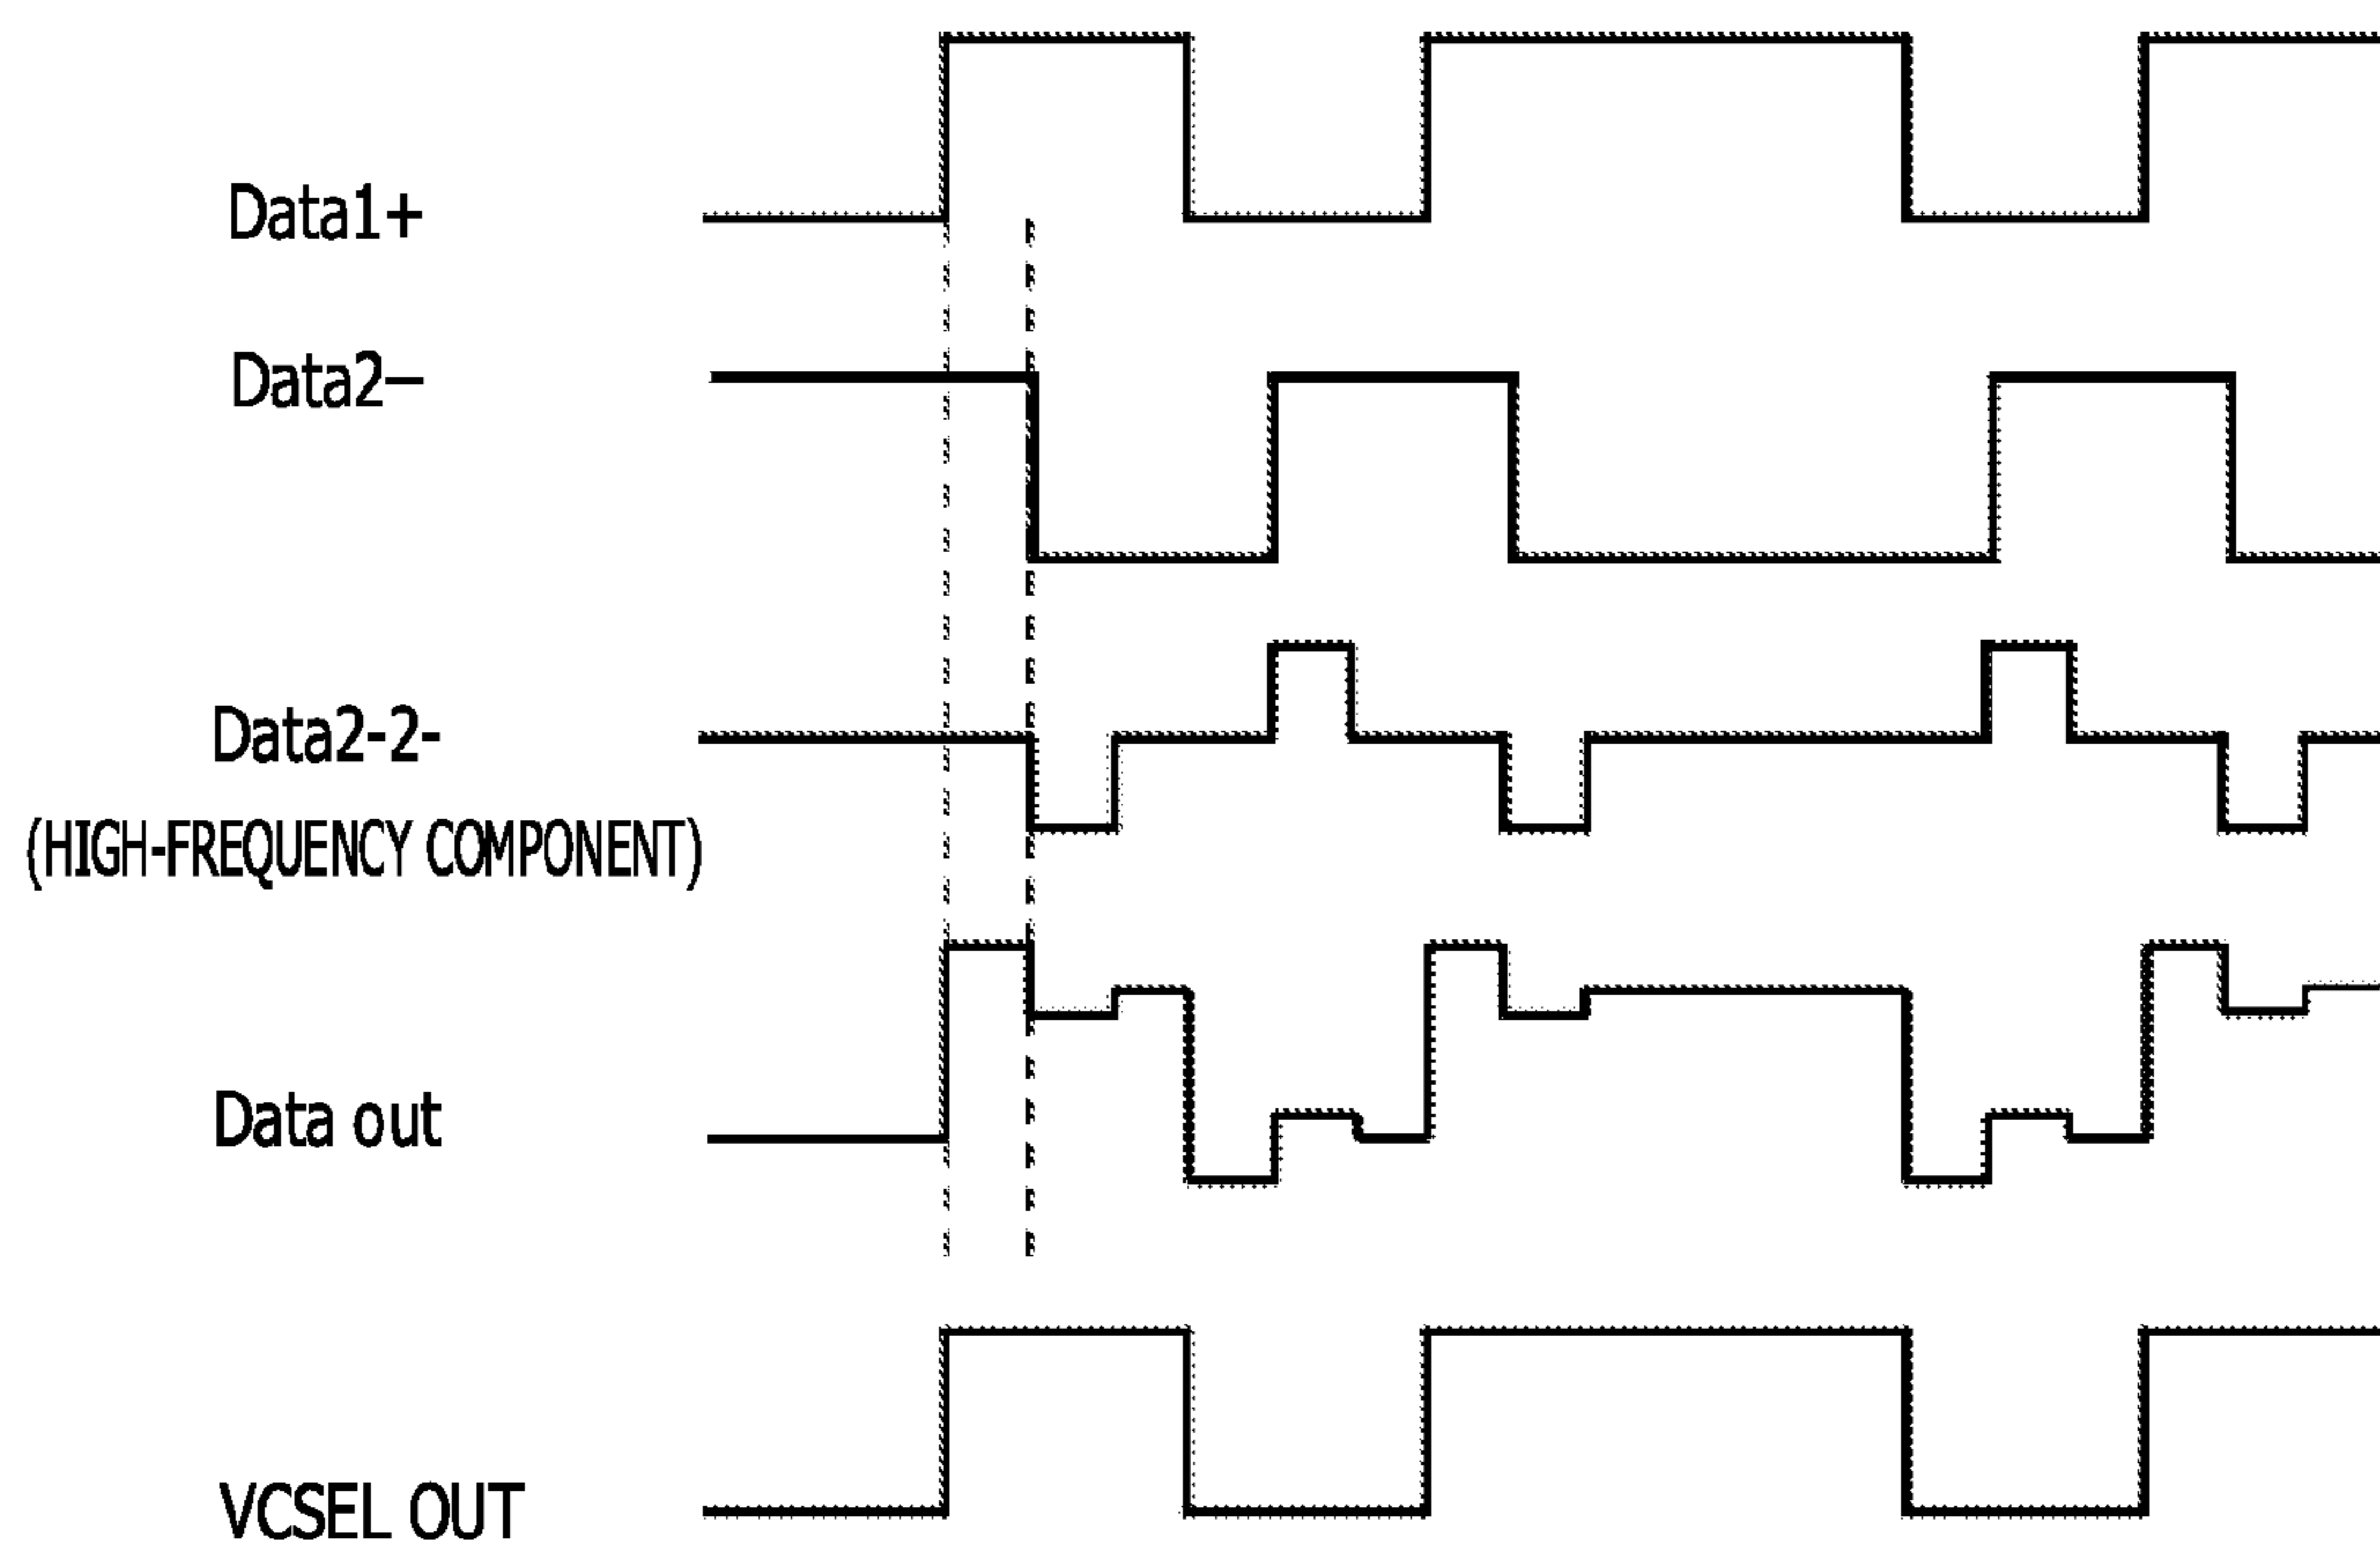 Data1+
Data2−
Data2-2-
(HIGH-FREQUENCY COMPONENT)
Data out
VCSEL OUT